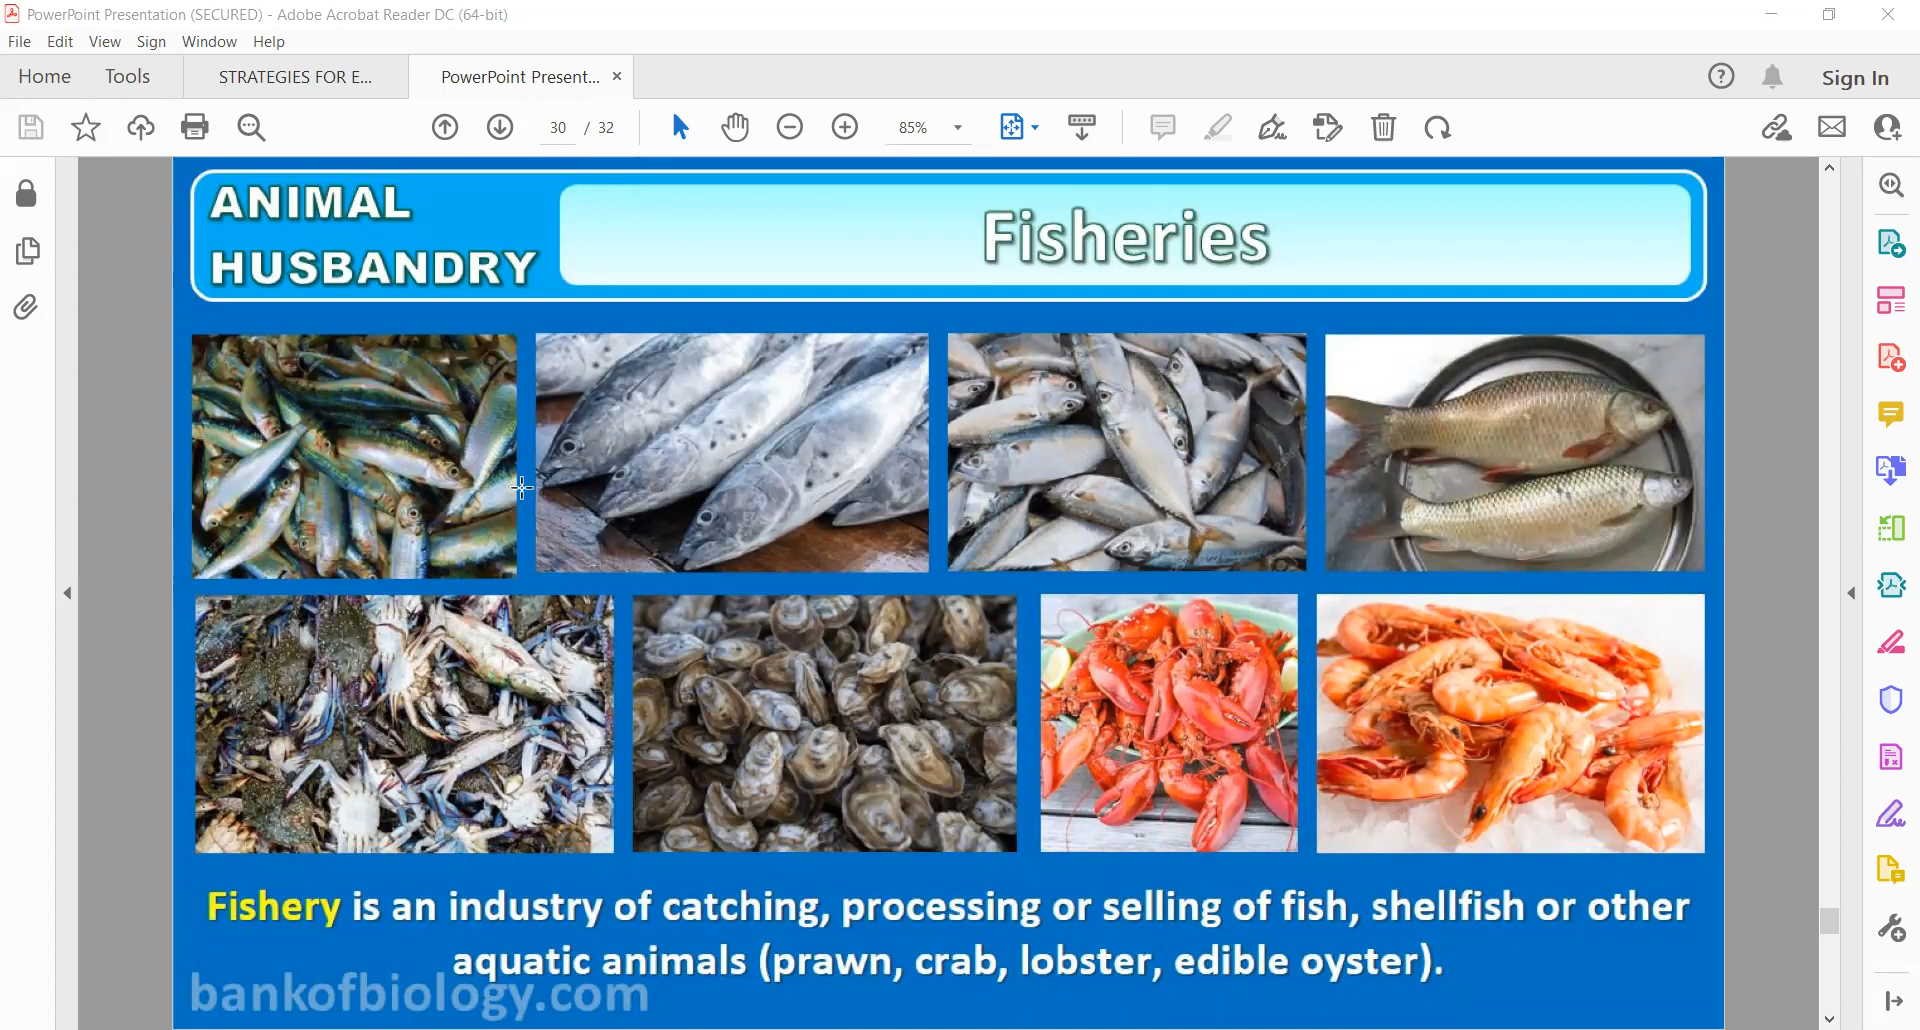 PowerPoint Presentation (SECURED) - Adobe Acrobat Reader DC (64-bit)
File Edit View Sign Window Help
Home Tools STRATEGIES FOR E... PowerPoint Present... × Sign In
30 / 32 85%
ANIMAL
HUSBANDRY
Fisheries
Fishery is an industry of catching, processing or selling of fish, shellfish or other
aquatic animals (prawn, crab, lobster, edible oyster).
bankofbiology.com